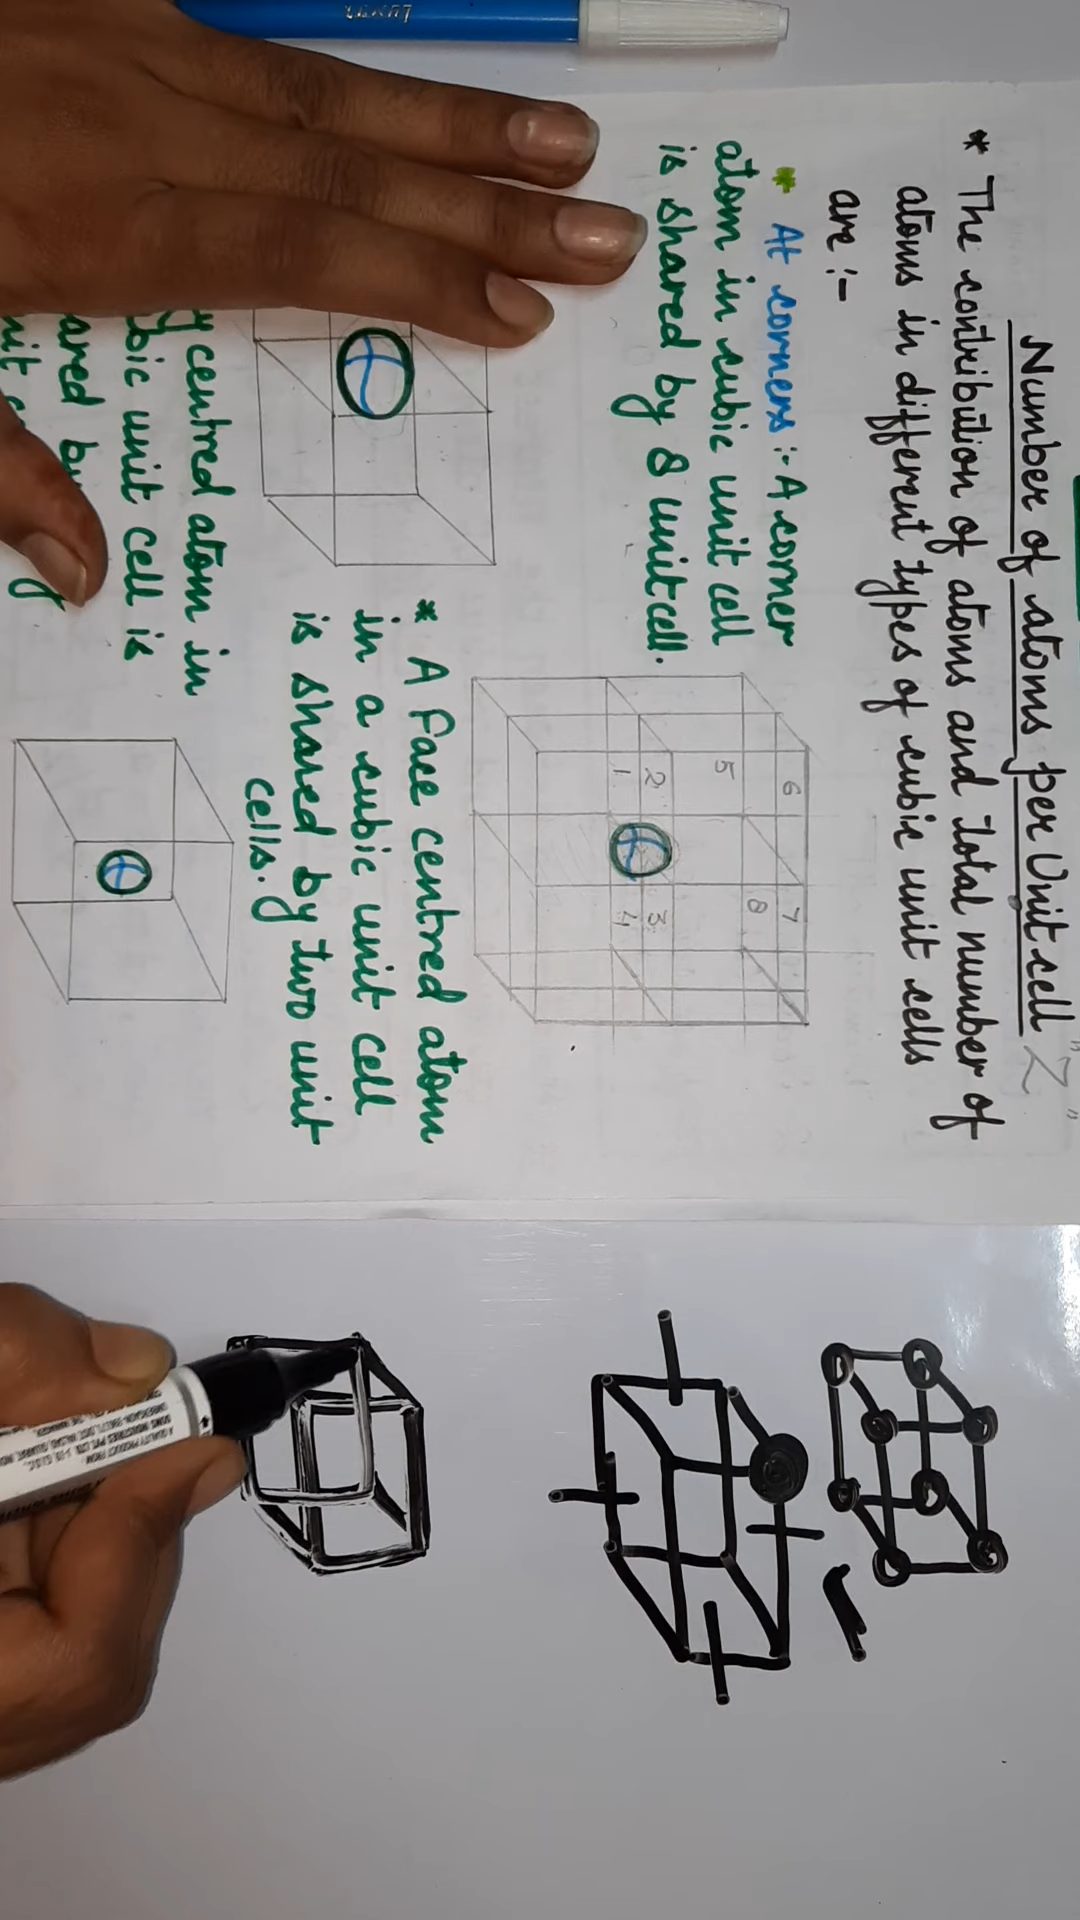 Number of atoms per Unit cell "Z"
* The contribution of atoms and Total number of
atoms in different types of cubic unit cells
are :-
* At corners :- A corner
atom in cubic unit cell
is shared by 8 unit cell.
6
7
5
8
2
3
1
4
* A Face centred atom
in a cubic unit cell
is shared by two unit
cells.
y centred atom in
bic unit cell is
ared by
nit
Luxor